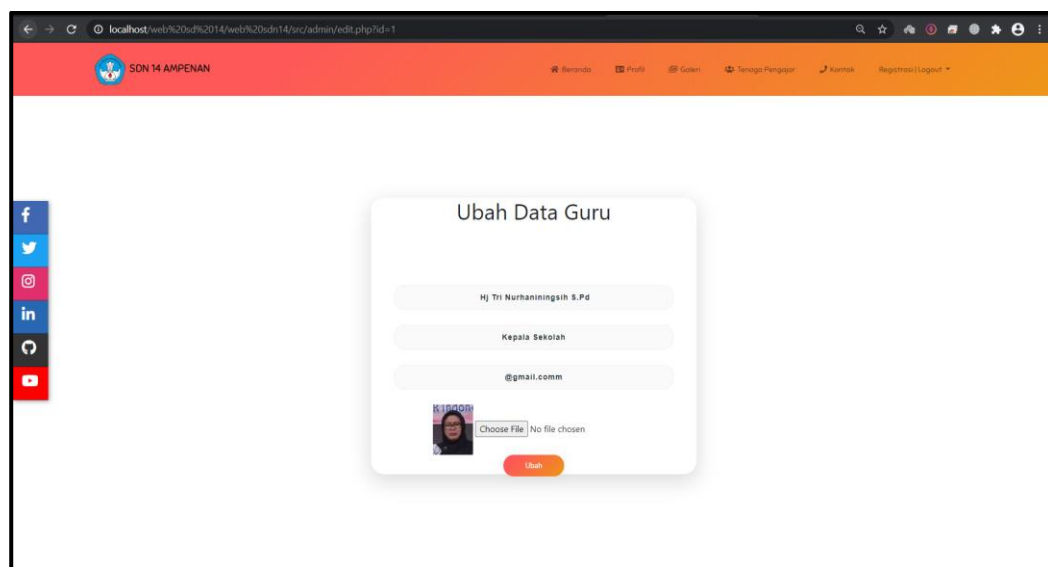 localhost/web%20sd%2014/web%20sdn14/src/admin/edit.php?id=1
SDN 14 AMPENAN
Beranda Profil Galeri Tenaga Pengajar Kontak Registrasi | Logout
Ubah Data Guru
Hj Tri Nurhaniningsih S.Pd
Kepala Sekolah
@gmail.comm
Choose File No file chosen
Ubah